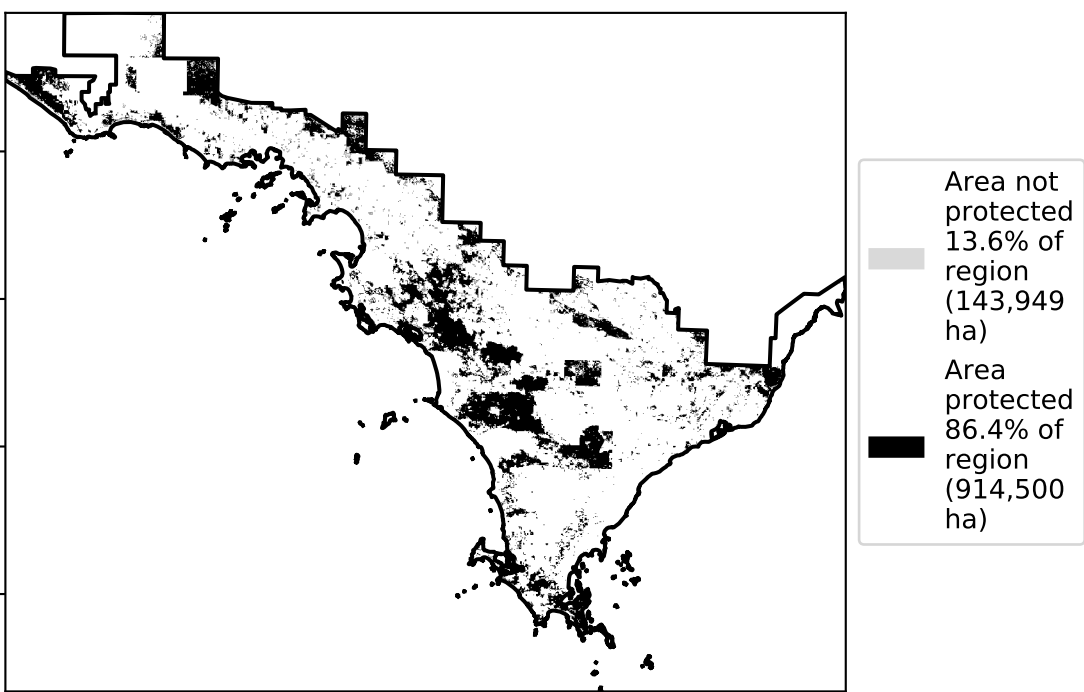 Area not
protected
13.6% of
region
(143,949
ha)
Area
protected
86.4% of
region
(914,500
ha)